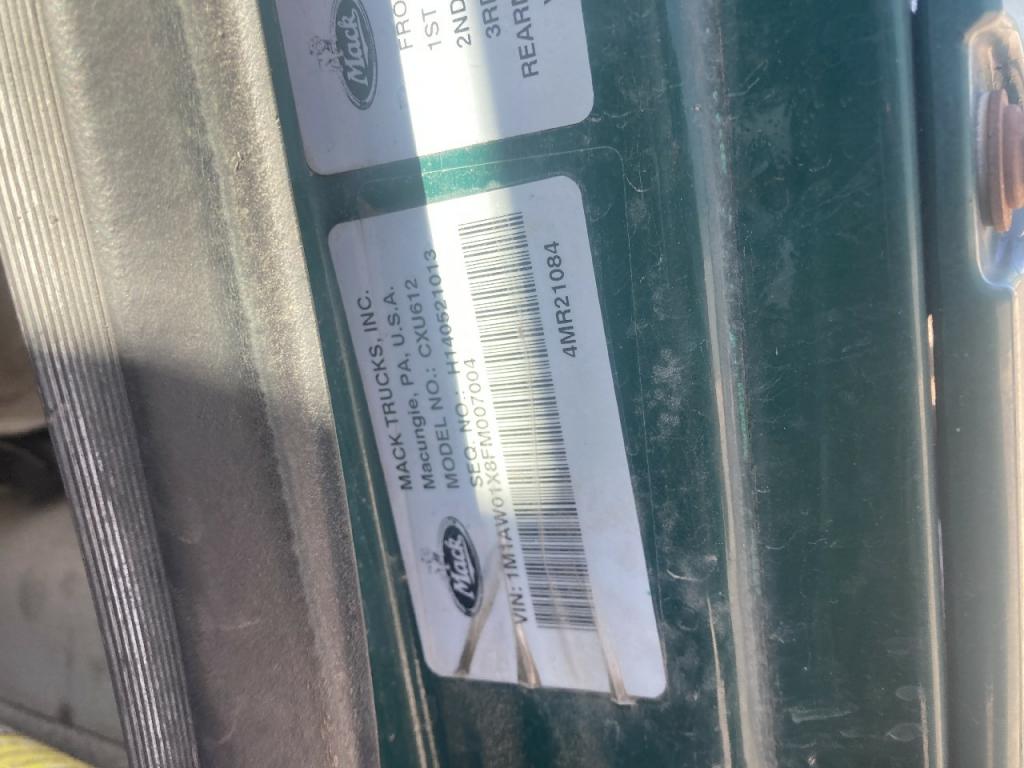 Mack
FRO
1ST
2ND
3RD
REAR
V
Mack
MACK TRUCKS, INC.
Macungie, PA, U.S.A.
MODEL NO.: CXU612
SEQ. NO.: H140521013
VIN: 1M1AW01X8FM007004
4MR21084